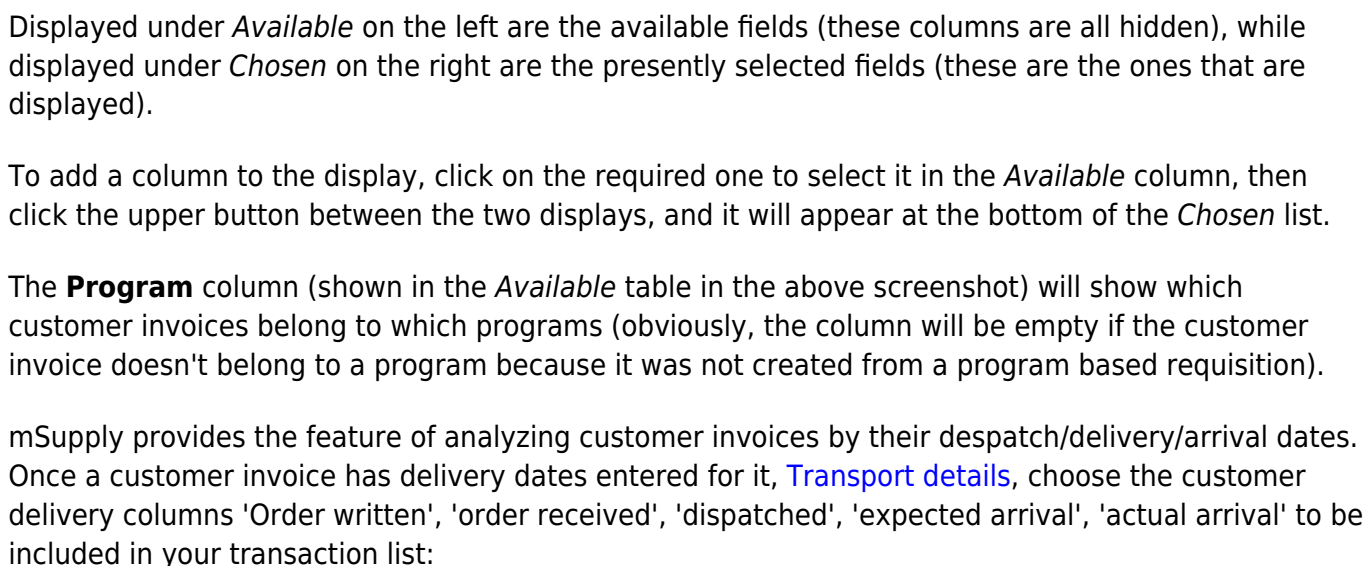 Displayed under Available on the left are the available fields (these columns are all hidden), while
displayed under Chosen on the right are the presently selected fields (these are the ones that are
displayed).
To add a column to the display, click on the required one to select it in the Available column, then
click the upper button between the two displays, and it will appear at the bottom of the Chosen list.
The Program column (shown in the Available table in the above screenshot) will show which
customer invoices belong to which programs (obviously, the column will be empty if the customer
invoice doesn't belong to a program because it was not created from a program based requisition).
mSupply provides the feature of analyzing customer invoices by their despatch/delivery/arrival dates.
Once a customer invoice has delivery dates entered for it, Transport details, choose the customer
delivery columns 'Order written', 'order received', 'dispatched', 'expected arrival', 'actual arrival' to be
included in your transaction list: